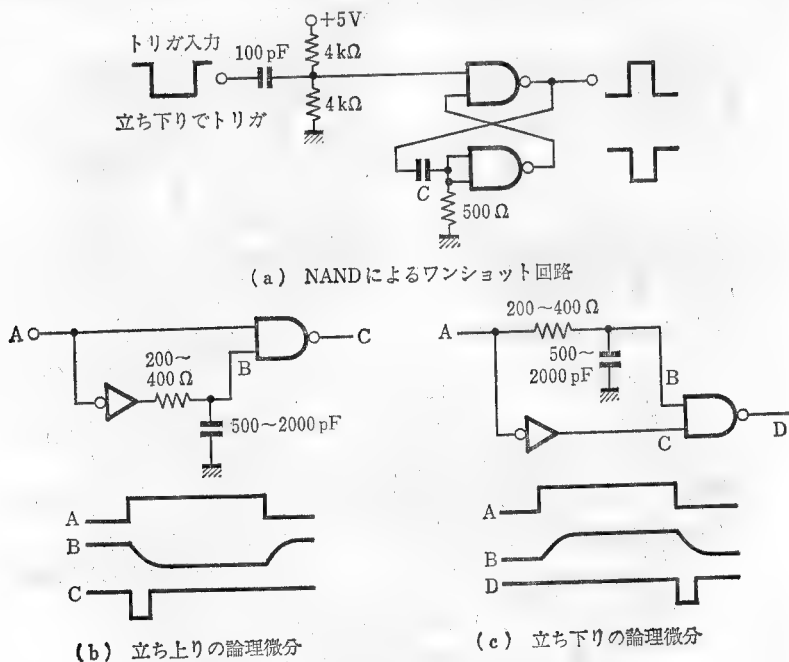 +5V
トリガ入力
100pF
4kΩ
立ち下りでトリガ
4kΩ
C
500Ω
(a) NANDによるワンショット回路
A
200~
400Ω
B
C
500~2000pF
A
B
C
(b) 立ち上りの論理微分
200~400Ω
A
500~
2000pF
B
C
D
A
B
D
(c) 立ち下りの論理微分